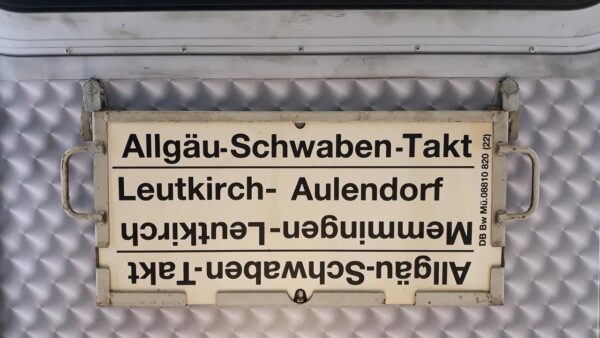 Allgäu-Schwaben-Takt
Leutkirch- Aulendorf
Memmingen-Leutkirch
Allgäu-Schwaben-Takt
DB Bw Mü.08810 820 (22)